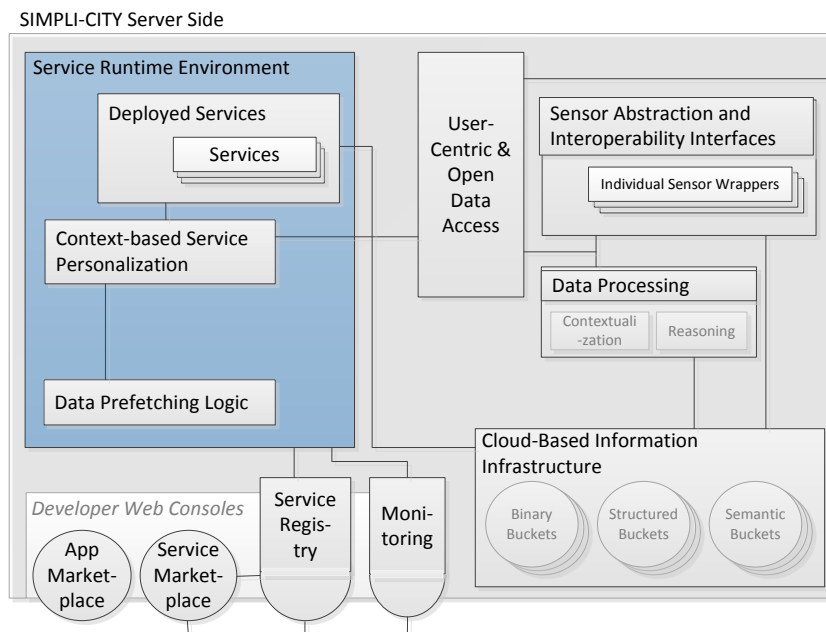 SIMPLI-CITY Server Side
Service Runtime Environment
Deployed Services
Services
Context-based Service
Personalization
Data Prefetching Logic
User-
Centric &
Open
Data
Access
Sensor Abstraction and
Interoperability Interfaces
Individual Sensor Wrappers
Data Processing
Contextuali
-zation
Reasoning
Cloud-Based Information
Infrastructure
Binary
Buckets
Structured
Buckets
Semantic
Buckets
Developer Web Consoles
App
Market-
place
Service
Market-
place
Service
Regis-
try
Moni-
toring